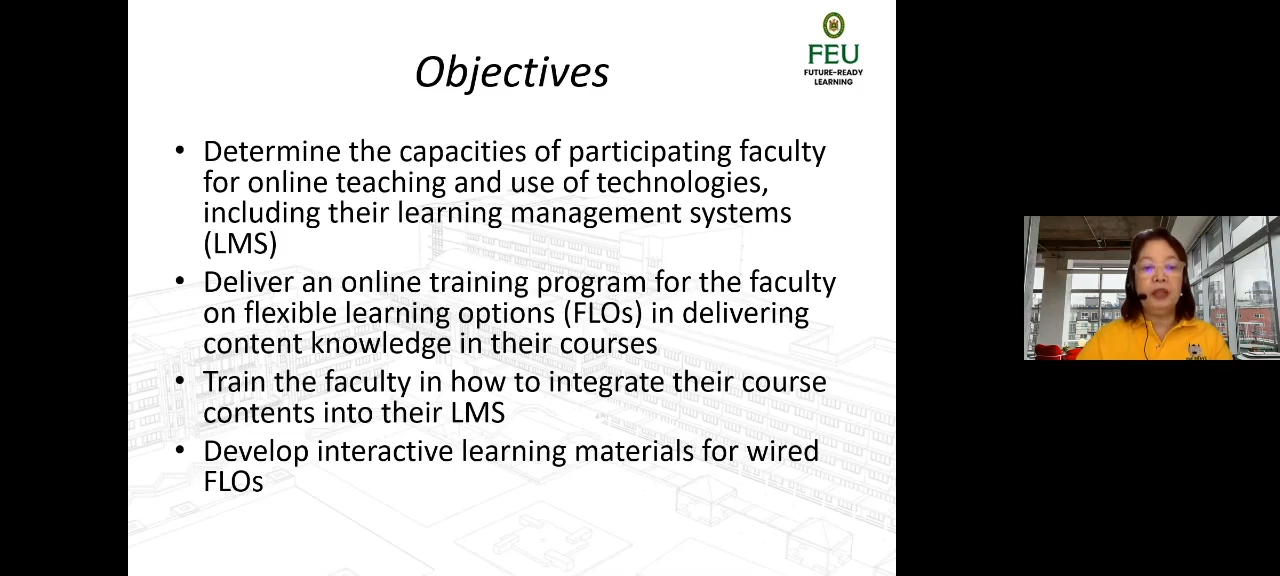 Objectives
FEU
FUTURE-READY
LEARNING
• Determine the capacities of participating faculty
for online teaching and use of technologies,
including their learning management systems
(LMS)
• Deliver an online training program for the faculty
on flexible learning options (FLOs) in delivering
content knowledge in their courses
• Train the faculty in how to integrate their course
contents into their LMS
• Develop interactive learning materials for wired
FLOs